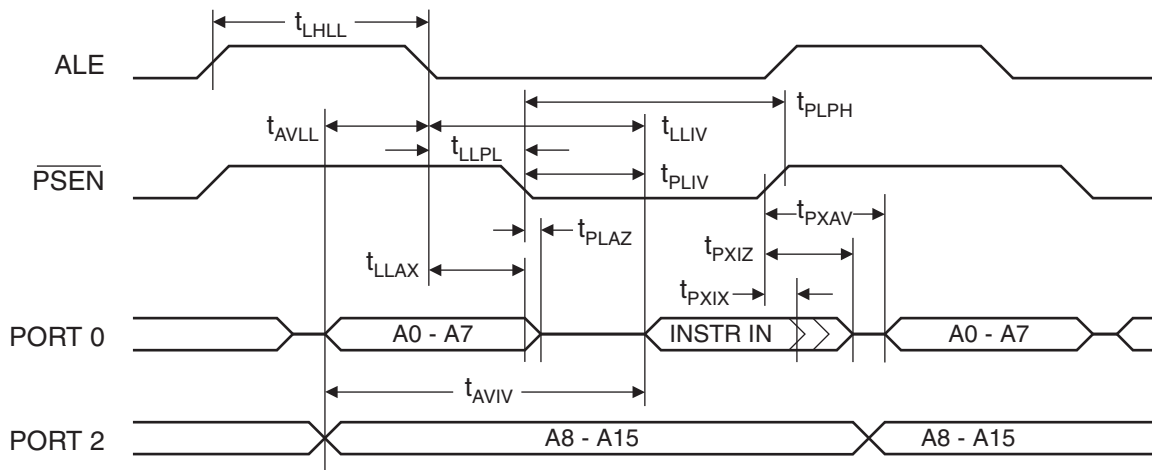 tLHLL
ALE
tPLPH
tAVLL
tLLIV
tLLPL
PSEN
tPLIV
tPXAV
tPLAZ
tPXIZ
tLLAX
tPXIX
PORT 0
A0 - A7
INSTR IN
A0 - A7
tAVIV
PORT 2
A8 - A15
A8 - A15